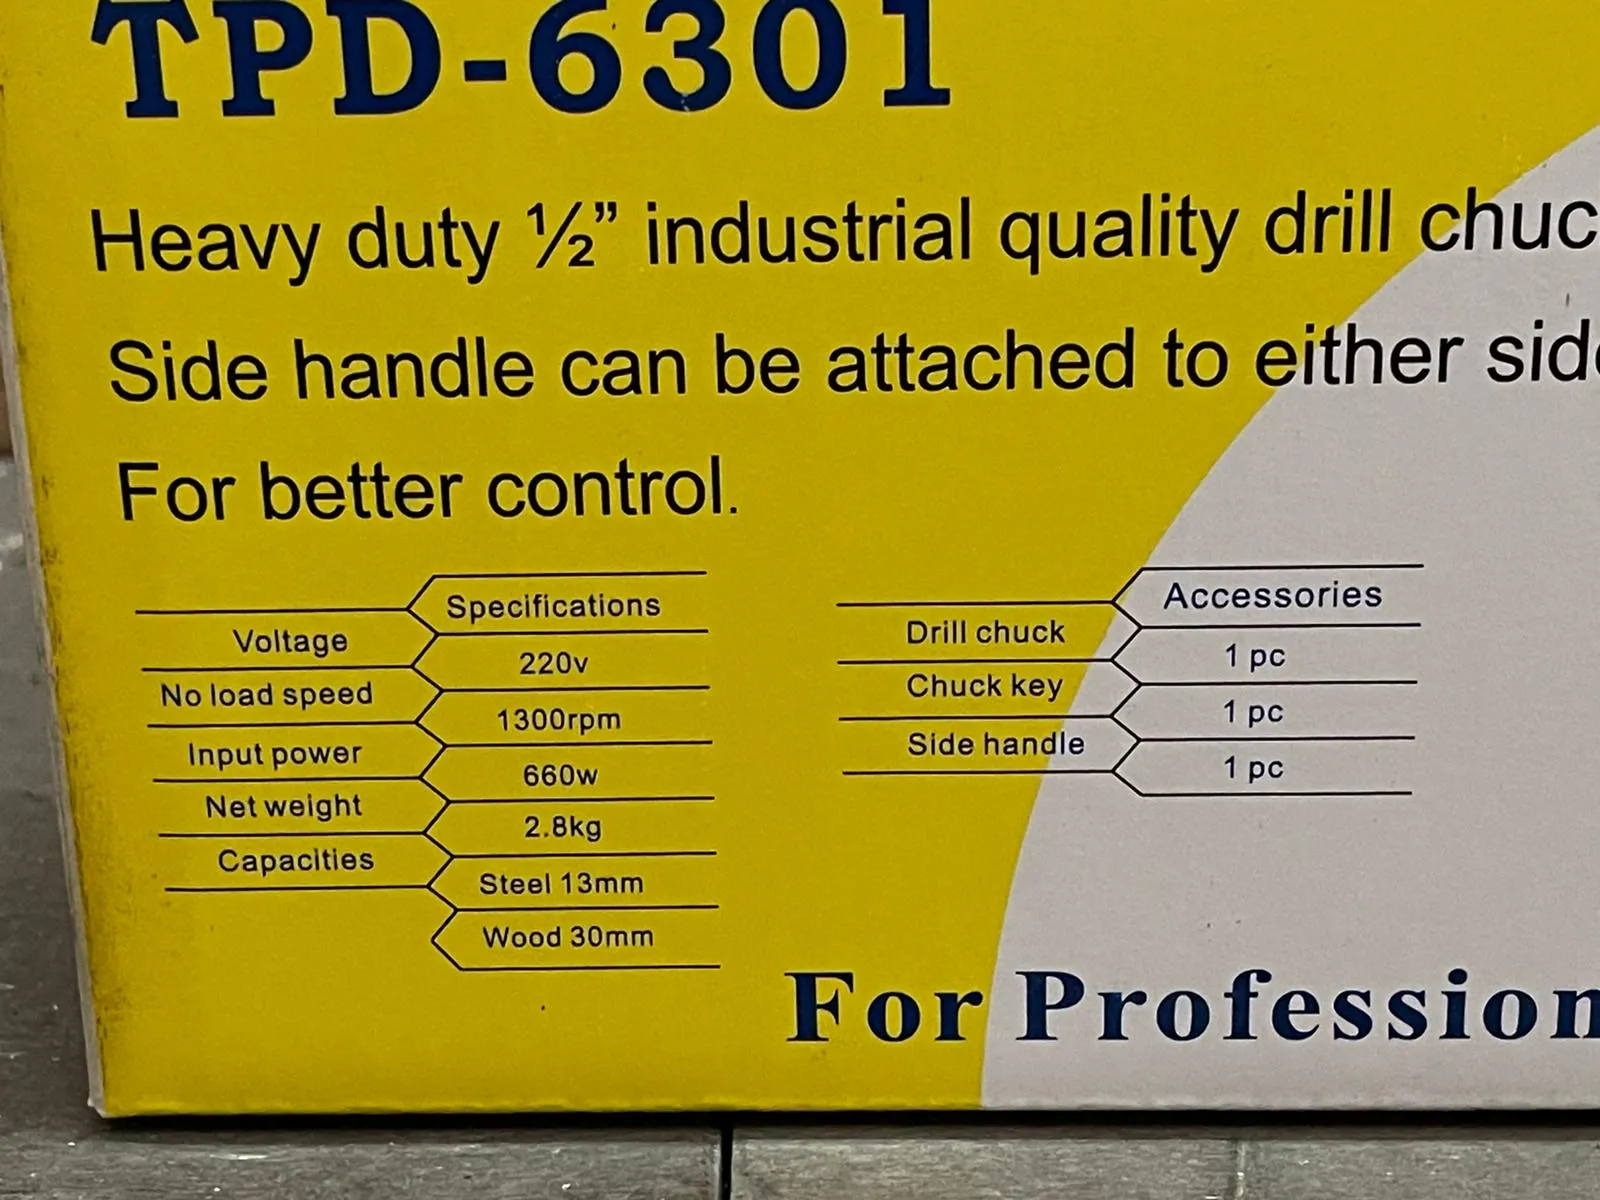 TPD-6301
Heavy duty ½” industrial quality drill chuc
Side handle can be attached to either side
For better control.
Specifications
Voltage 220v
No load speed 1300rpm
Input power 660w
Net weight 2.8kg
Capacities Steel 13mm
Wood 30mm
Accessories
Drill chuck 1 pc
Chuck key 1 pc
Side handle 1 pc
For Profession